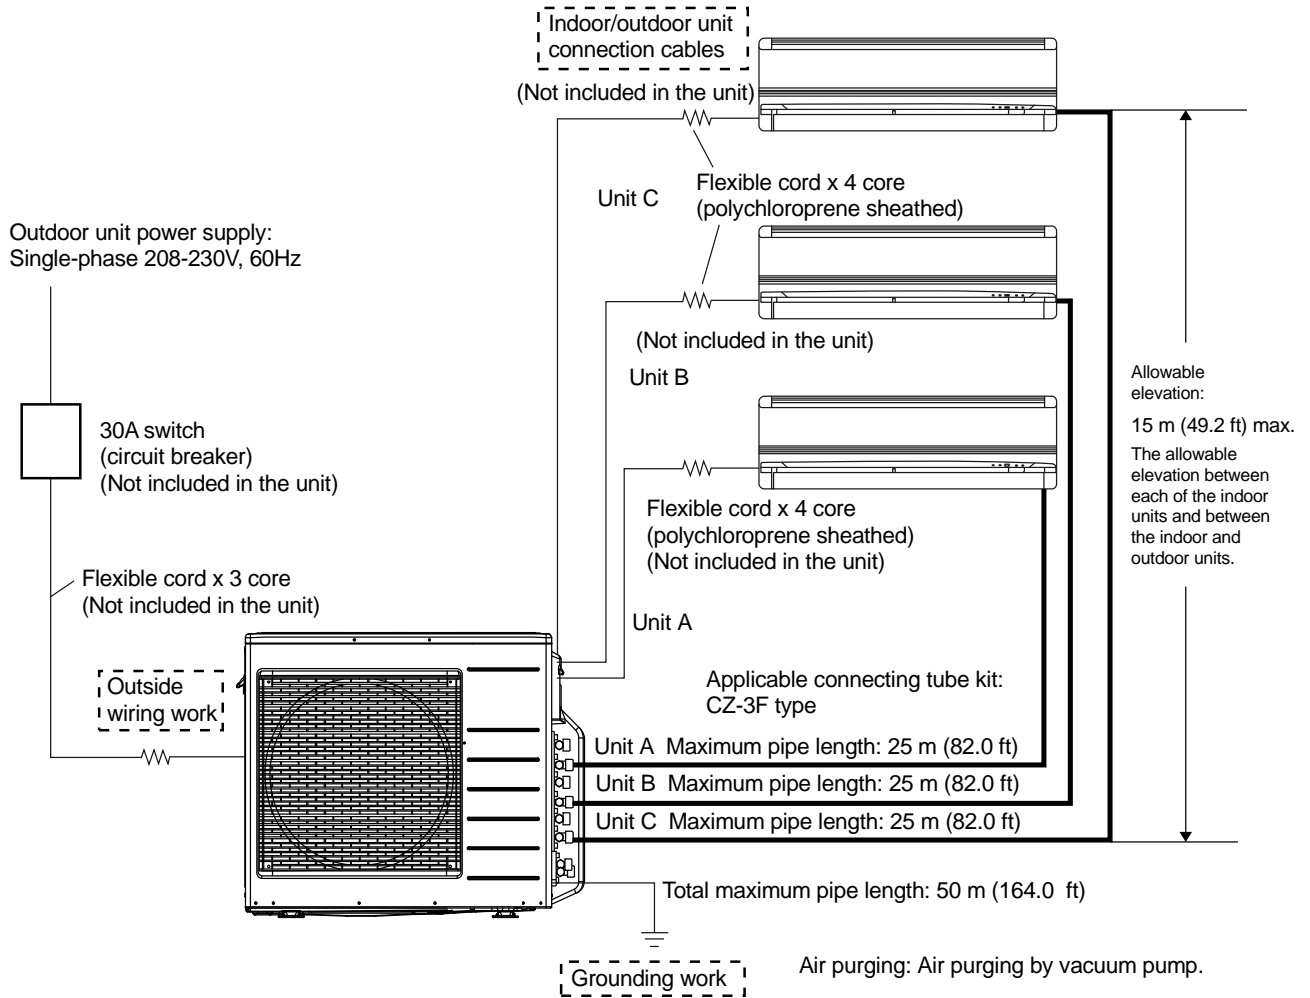 Indoor/outdoor unit
connection cables
(Not included in the unit)
Unit C
Flexible cord x 4 core
(polychloroprene sheathed)
Outdoor unit power supply:
Single-phase 208-230V, 60Hz
(Not included in the unit)
Unit B
Allowable
elevation:
15 m (49.2 ft) max.
The allowable
elevation between
each of the indoor
units and between
the indoor and
outdoor units.
30A switch
(circuit breaker)
(Not included in the unit)
Flexible cord x 4 core
(polychloroprene sheathed)
(Not included in the unit)
Flexible cord x 3 core
(Not included in the unit)
Unit A
Outside
wiring work
Applicable connecting tube kit:
CZ-3F type
Unit A Maximum pipe length: 25 m (82.0 ft)
Unit B Maximum pipe length: 25 m (82.0 ft)
Unit C Maximum pipe length: 25 m (82.0 ft)
Total maximum pipe length: 50 m (164.0 ft)
Grounding work
Air purging: Air purging by vacuum pump.